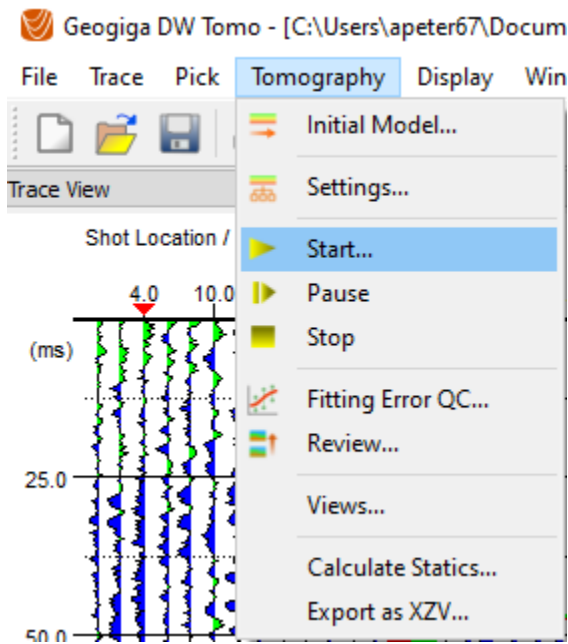 Geogiga DW Tomo - [C:\Users\apeter67\Docum
File Trace Pick Tomography Display Win
Initial Model...
Trace View
Settings...
Shot Location /
Start...
4.0 10.0
Pause
(ms)
Stop
Fitting Error QC...
Review...
25.0
Views...
Calculate Statics...
Export as XZV...
50.0